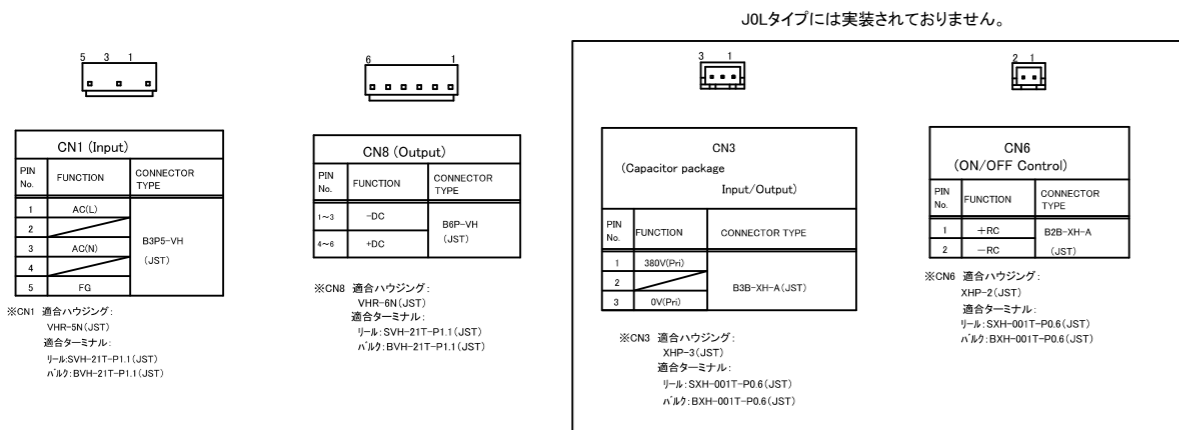 J0Lタイプには実装されておりません。
5 3 1
CN1 (Input)
PIN No. FUNCTION CONNECTOR TYPE
1 AC(L)
2
3 AC(N)
4
5 FG
B3P5-VH
(JST)
※CN1 適合ハウジング:
VHR-5N(JST)
適合ターミナル:
リール:SVH-21T-P1.1(JST)
バルク:BVH-21T-P1.1(JST)
6 1
CN8 (Output)
PIN No. FUNCTION CONNECTOR TYPE
1~3 -DC
4~6 +DC
B6P-VH
(JST)
※CN8 適合ハウジング:
VHR-6N(JST)
適合ターミナル:
リール:SVH-21T-P1.1(JST)
バルク:BVH-21T-P1.1(JST)
3 1
CN3
(Capacitor package
Input/Output)
PIN No. FUNCTION CONNECTOR TYPE
1 380V(Pri)
2
3 0V(Pri)
B3B-XH-A(JST)
※CN3 適合ハウジング:
XHP-3(JST)
適合ターミナル:
リール:SXH-001T-P0.6(JST)
バルク:BXH-001T-P0.6(JST)
2 1
CN6
(ON/OFF Control)
PIN No. FUNCTION CONNECTOR TYPE
1 +RC
2 -RC
B2B-XH-A
(JST)
※CN6 適合ハウジング:
XHP-2(JST)
適合ターミナル:
リール:SXH-001T-P0.6(JST)
バルク:BXH-001T-P0.6(JST)